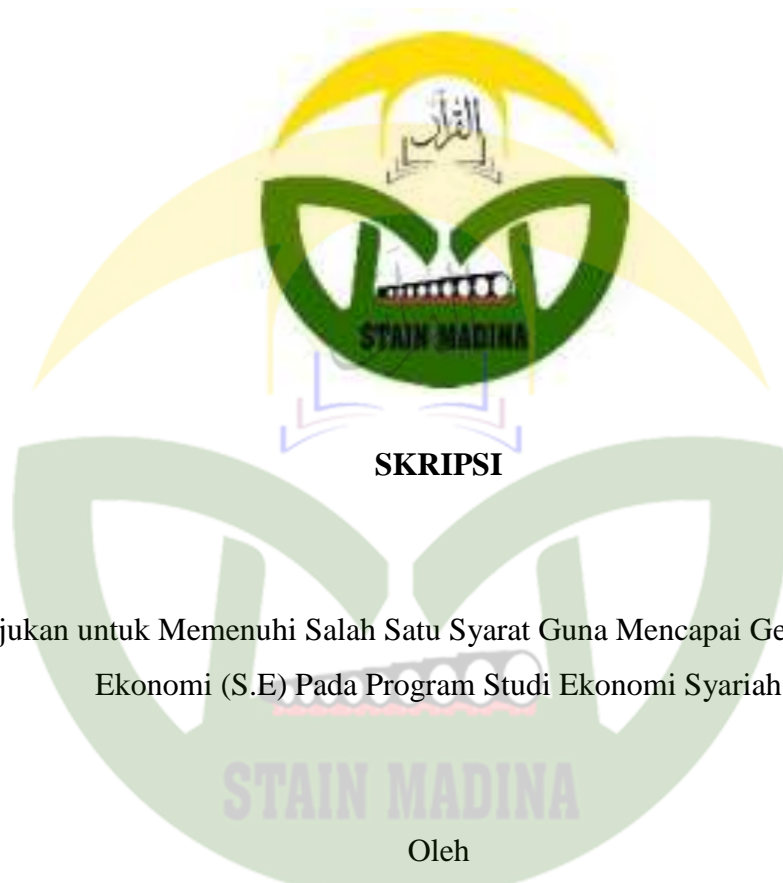 القرآن
STAIN MADINA
SKRIPSI
jukan untuk Memenuhi Salah Satu Syarat Guna Mencapai Ge
Ekonomi (S.E) Pada Program Studi Ekonomi Syariah
STAIN MADINA
Oleh